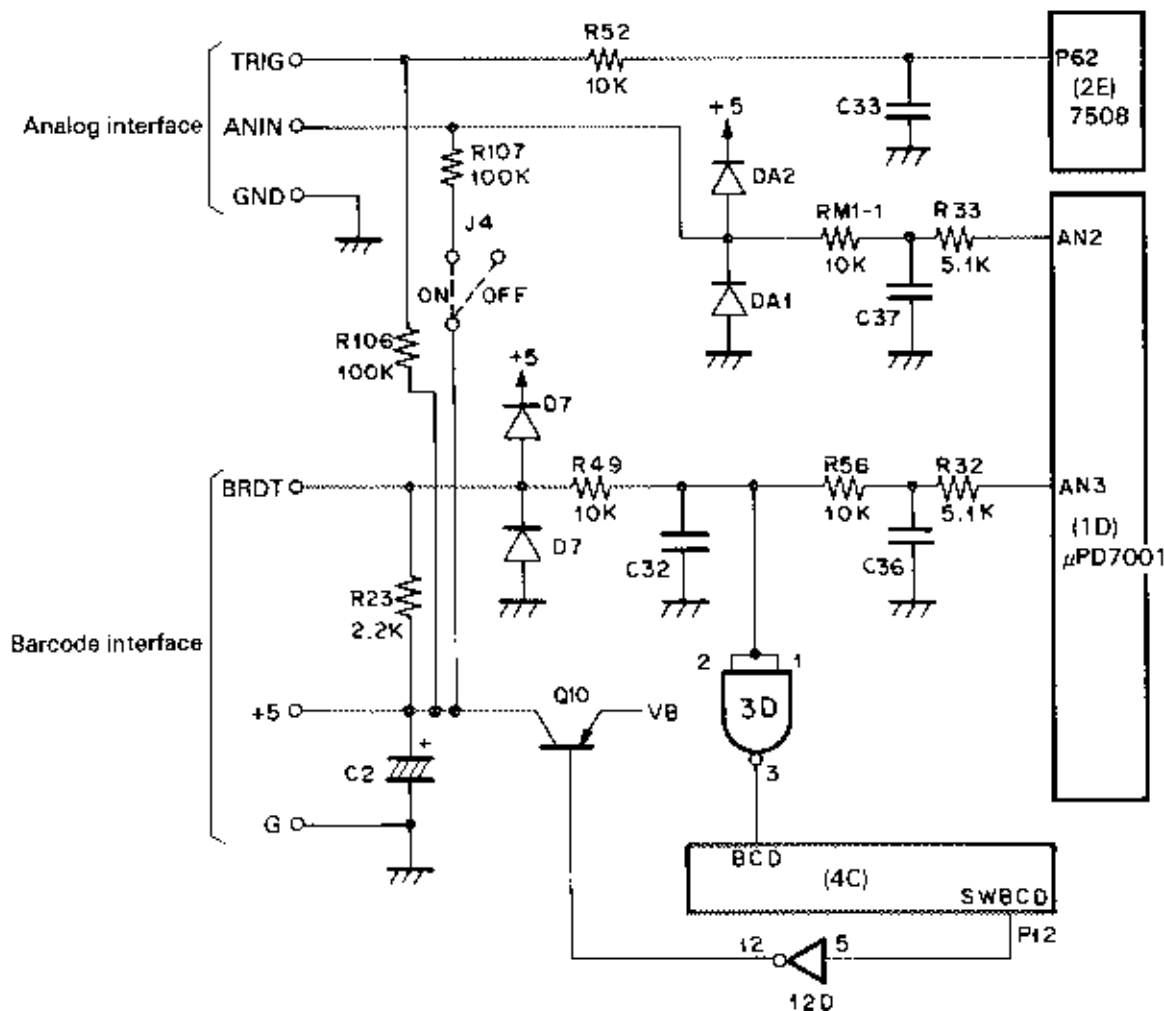 R52
TRIG
10K
P62
(2E)
7508
C33
Analog interface
ANIN
+5
R107
100K
DA2
GND
J4
RM1-1
10K
R33
5.1K
AN2
ON
OFF
DA1
C37
R106
100K
+5
D7
BRDT
R49
10K
R56
10K
R32
5.1K
AN3
(1D)
μPD7001
D7
C32
C36
R23
2.2K
Barcode interface
2
1
3D
3
+5
Q10
VB
+
C2
G
BCD
(4C)
SWBCD
P12
12
5
12D